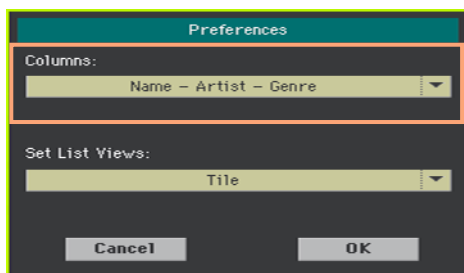 Preferences
Columns:
Name – Artist – Genre
Set List Views:
Tile
Cancel OK